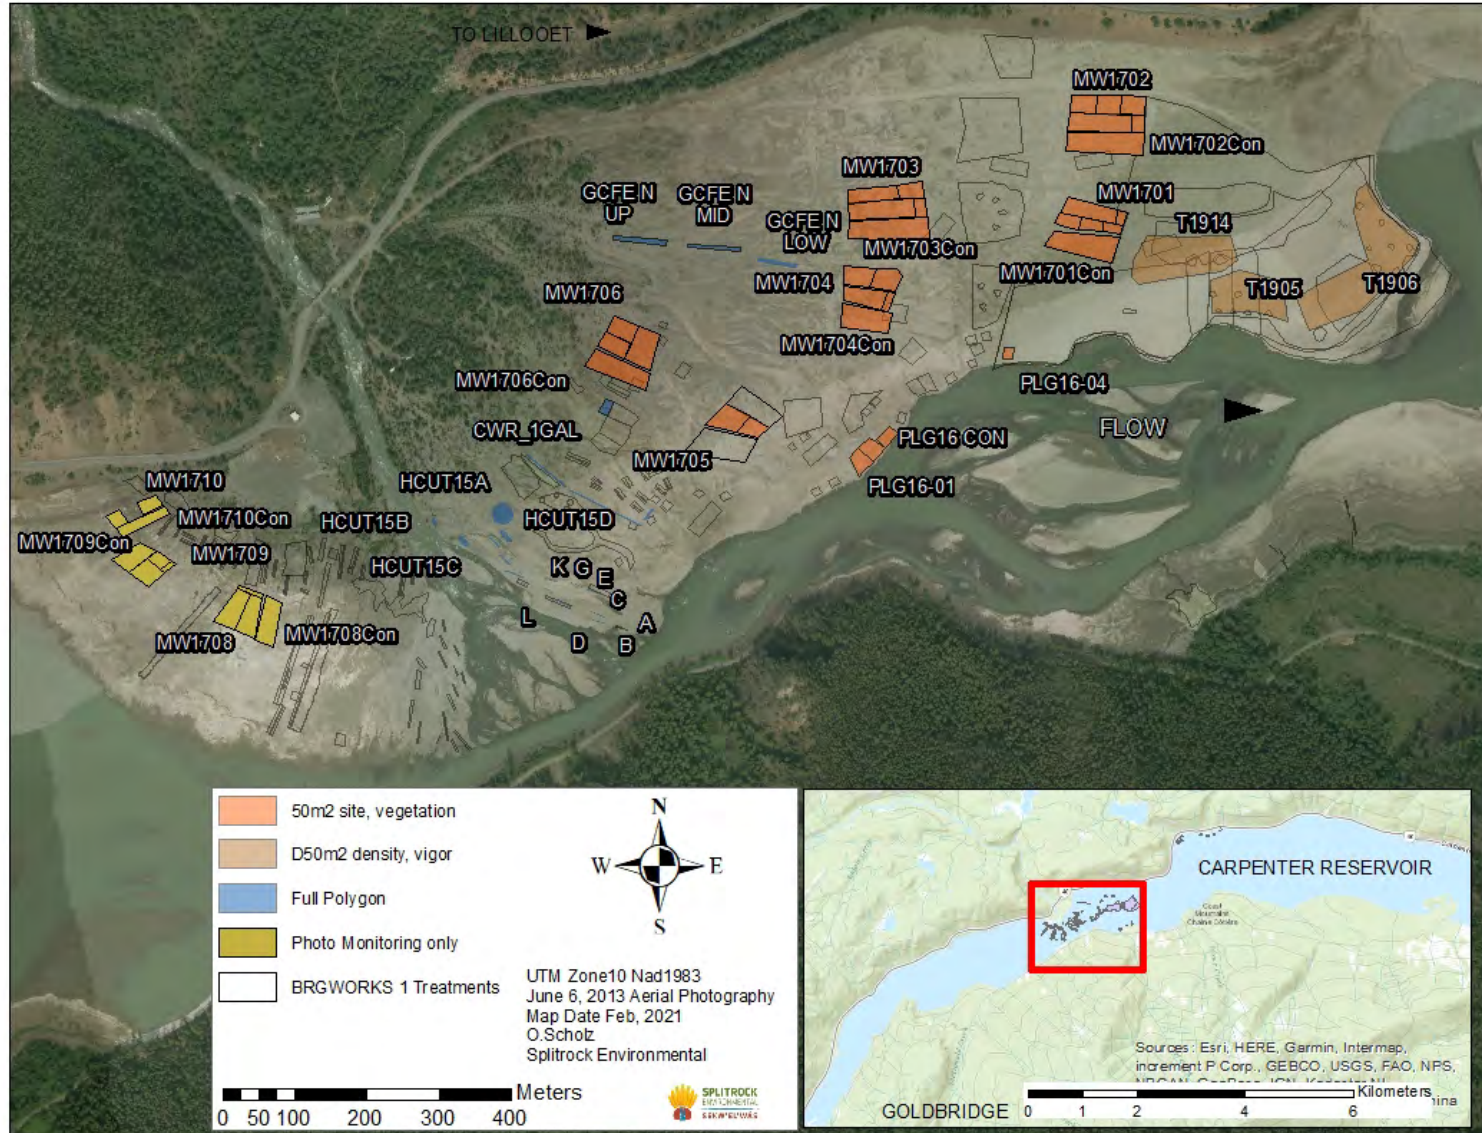 TO LILLOOET
MW1702
MW1702Con
MW1703
MW1703Con
MW1701
MW1701Con
T1914
T1905
T1906
GCFE N
UP
GCFE N
MID
GCFE N
LOW
MW1704
MW1704Con
MW1706
MW1706Con
CWR_1GAL
MW1705
PLG16-04
FLOW
PLG16 CON
PLG16-01
HCUT15A
HCUT15B
HCUT15C
HCUT15D
MW1710
MW1710Con
MW1709Con
MW1709
MW1708
MW1708Con
K
G
E
C
A
L
D
B
50m2 site, vegetation
D50m2 density, vigor
Full Polygon
Photo Monitoring only
BRGWORKS 1 Treatments
N
W
E
S
UTM Zone10 Nad1983
June 6, 2013 Aerial Photography
Map Date Feb, 2021
O.Scholz
Splitrock Environmental
Meters
0 50 100 200 300 400
SPLITROCK
ENVIRONMENTAL
SEKW'EL'WÁS
CARPENTER RESERVOIR
Sources: Esri, HERE, Garmin, Intermap,
increment P Corp., GEBCO, USGS, FAO, NPS,
Kilometers
GOLDBRIDGE
0 1 2 4 6